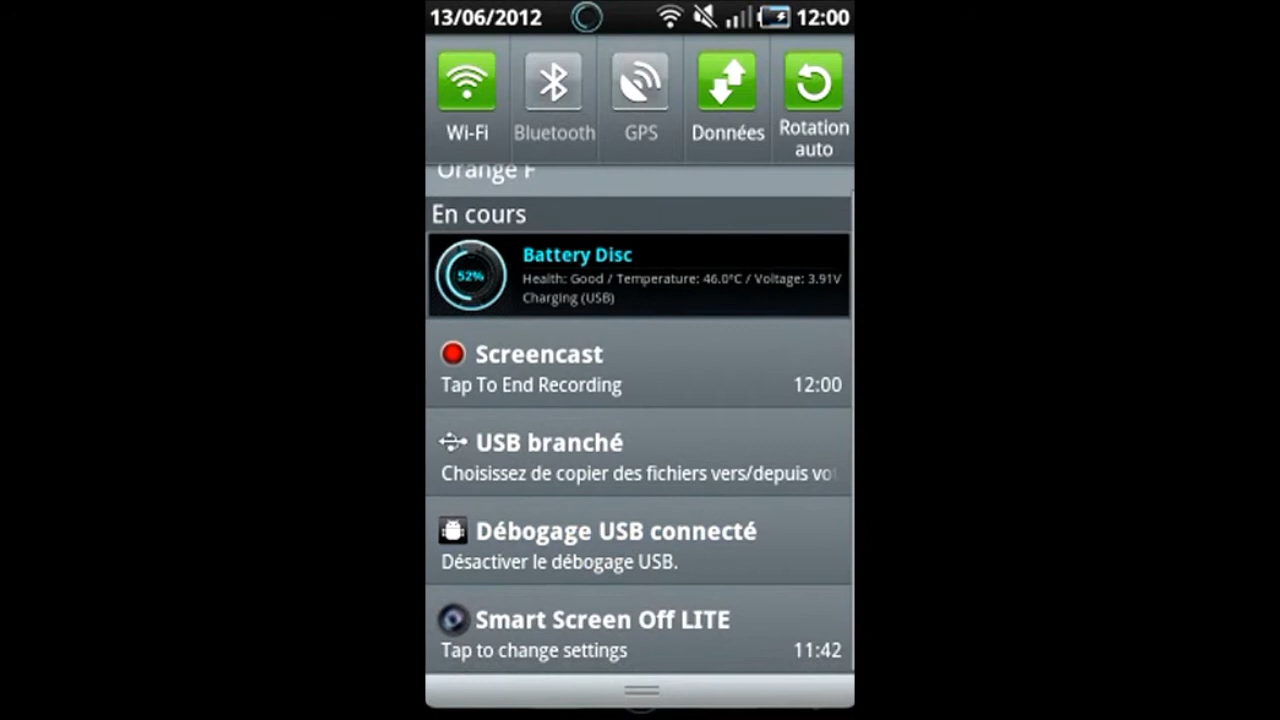 13/06/2012 12:00
Wi-Fi Bluetooth GPS Données Rotation auto
Orange F
En cours
52%
Battery Disc
Health: Good / Temperature: 46.0°C / Voltage: 3.91V
Charging (USB)
Screencast
Tap To End Recording 12:00
USB branché
Choisissez de copier des fichiers vers/depuis vo
Débogage USB connecté
Désactiver le débogage USB.
Smart Screen Off LITE
Tap to change settings 11:42